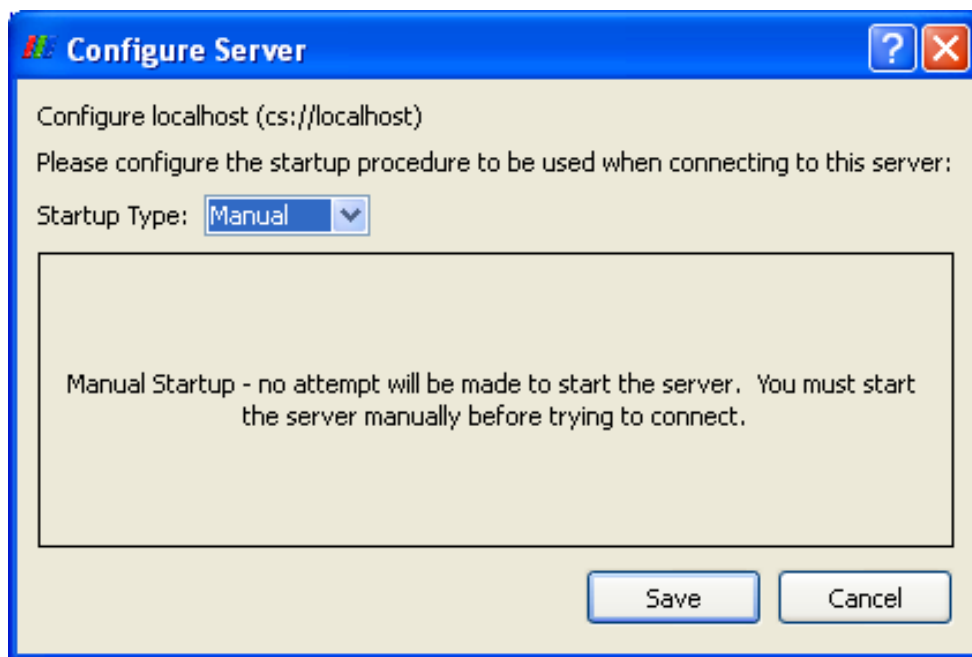 Configure Server
?
Configure localhost (cs://localhost)
Please configure the startup procedure to be used when connecting to this server:
Startup Type: Manual
Manual Startup - no attempt will be made to start the server.  You must start
the server manually before trying to connect.
Save Cancel